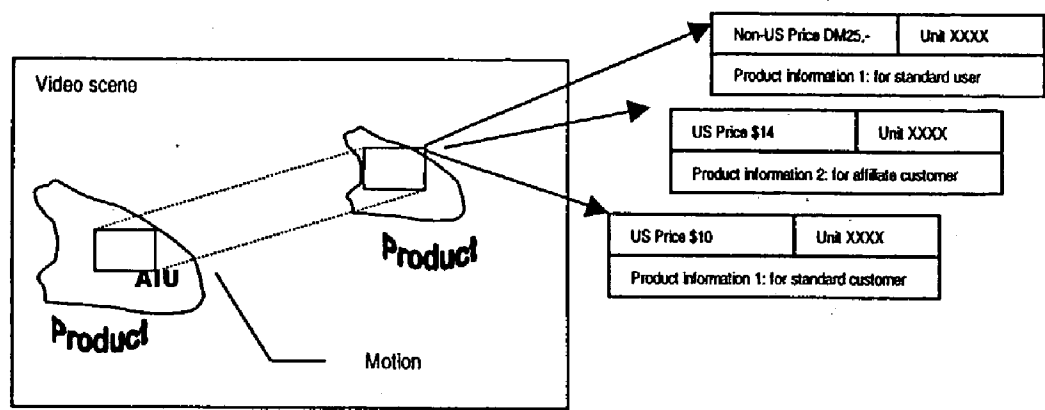 Video scene
Non-US Price DM25,- Unit XXXX
Product information 1: for standard user
US Price $14 Unit XXXX
Product information 2: for affiliate customer
US Price $10 Unit XXXX
Product information 1: for standard customer
Product
ATU
Product
Motion